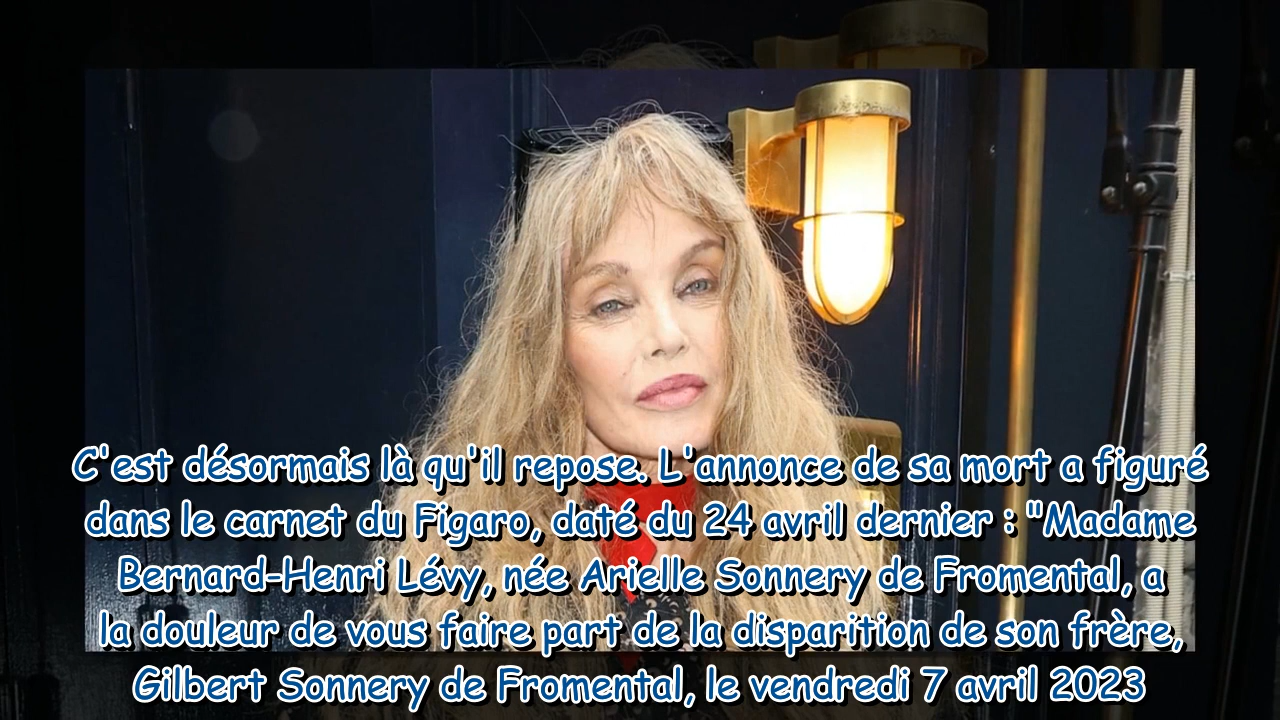 C'est désormais là qu'il repose. L'annonce de sa mort a figuré
dans le carnet du Figaro, daté du 24 avril dernier : "Madame
Bernard-Henri Lévy, née Arielle Sonnery de Fromental, a
la douleur de vous faire part de la disparition de son frère,
Gilbert Sonnery de Fromental, le vendredi 7 avril 2023